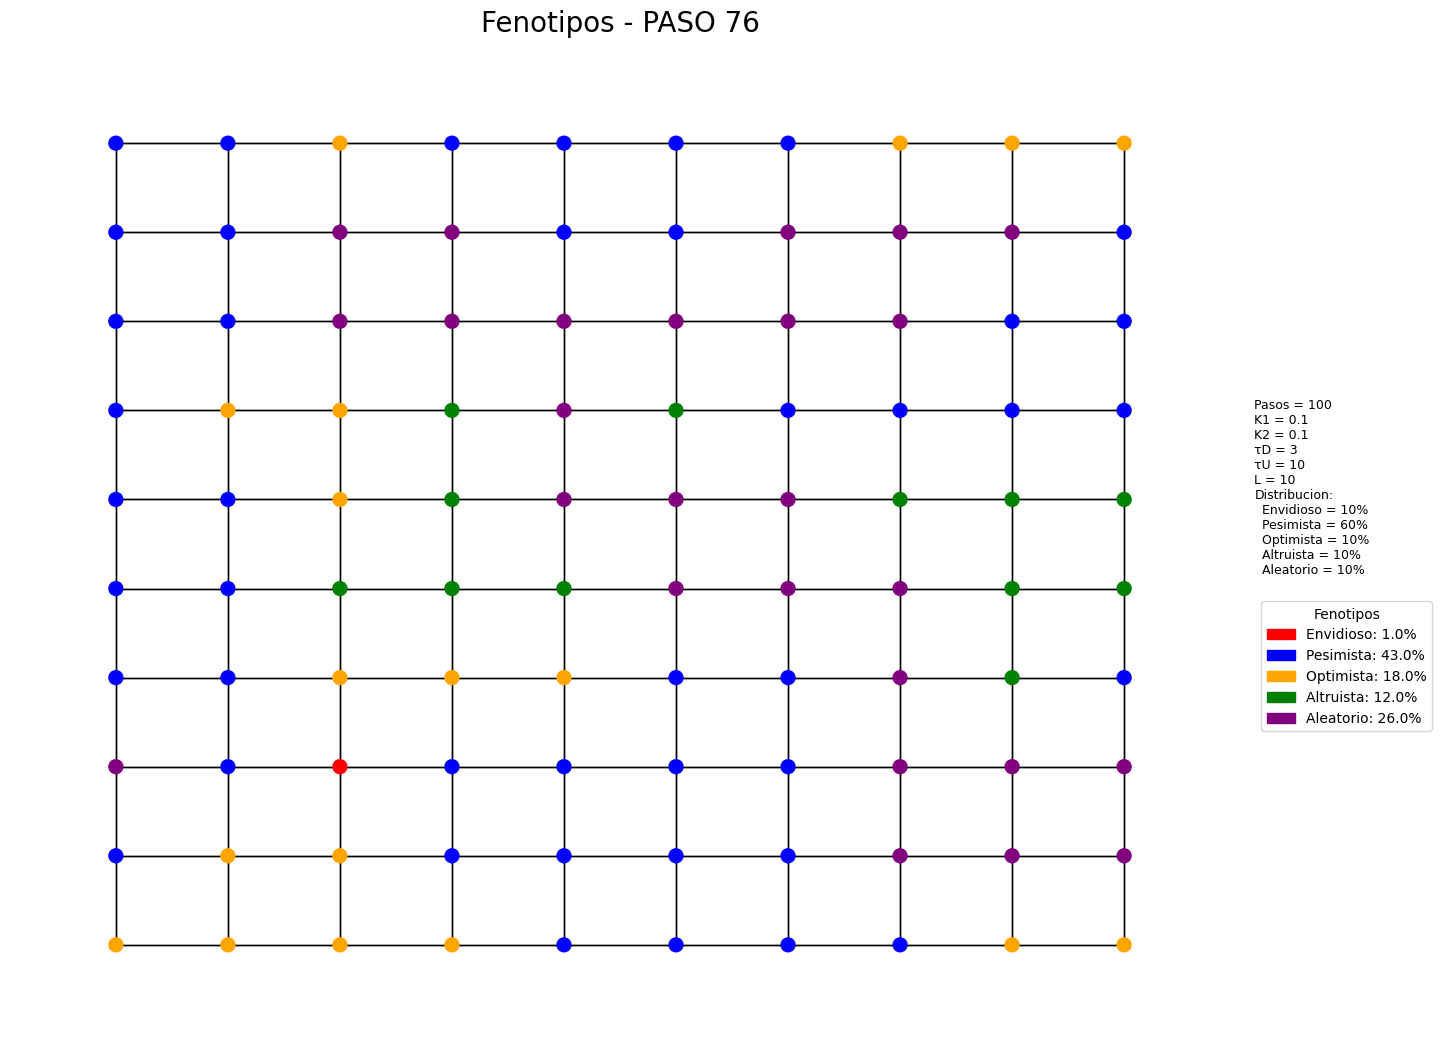 Fenotipos - PASO 76
Pasos = 100
K1 = 0.1
K2 = 0.1
τD = 3
τU = 10
L = 10
Distribucion:
Envidioso = 10%
Pesimista = 60%
Optimista = 10%
Altruista = 10%
Aleatorio = 10%
Fenotipos
Envidioso: 1.0%
Pesimista: 43.0%
Optimista: 18.0%
Altruista: 12.0%
Aleatorio: 26.0%